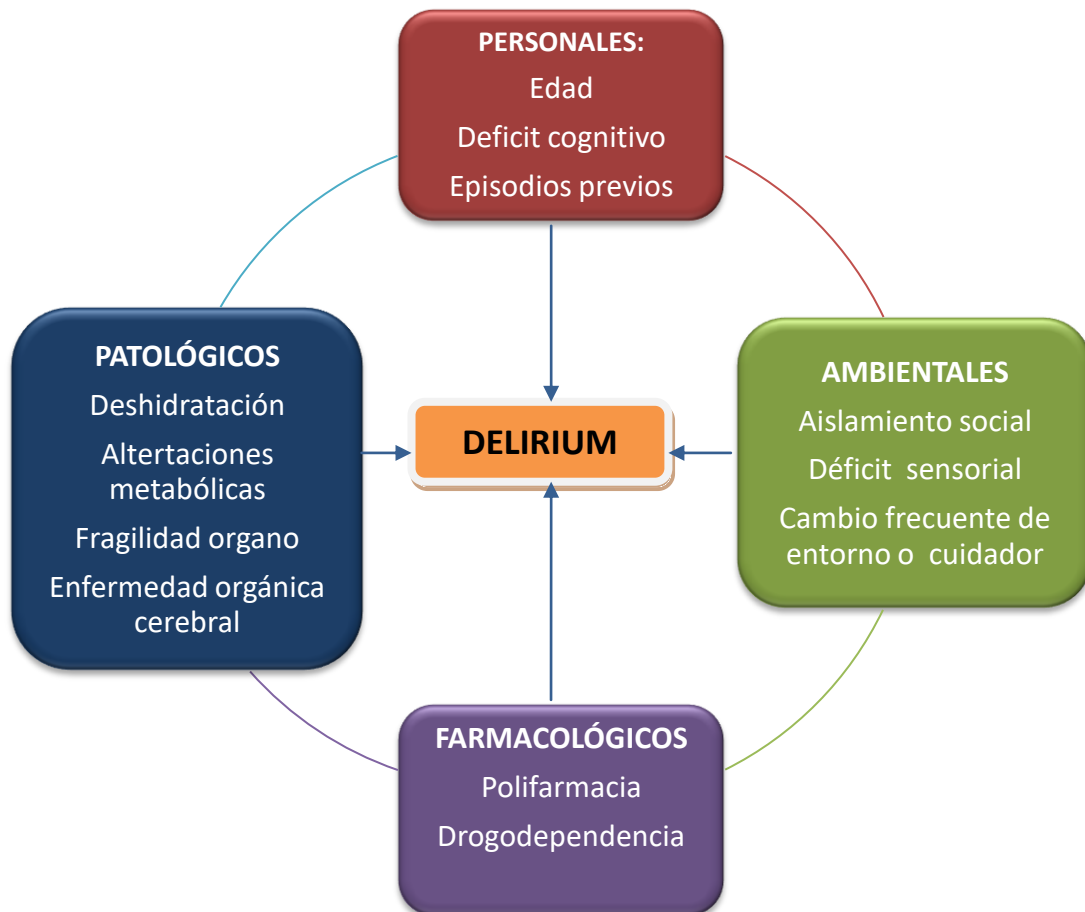 PERSONALES:
Edad
Deficit cognitivo
Episodios previos
PATOLÓGICOS
Deshidratación
Altertaciones
metabólicas
Fragilidad organo
Enfermedad orgánica
cerebral
DELIRIUM
AMBIENTALES
Aislamiento social
Déficit  sensorial
Cambio frecuente de
entorno o  cuidador
FARMACOLÓGICOS
Polifarmacia
Drogodependencia